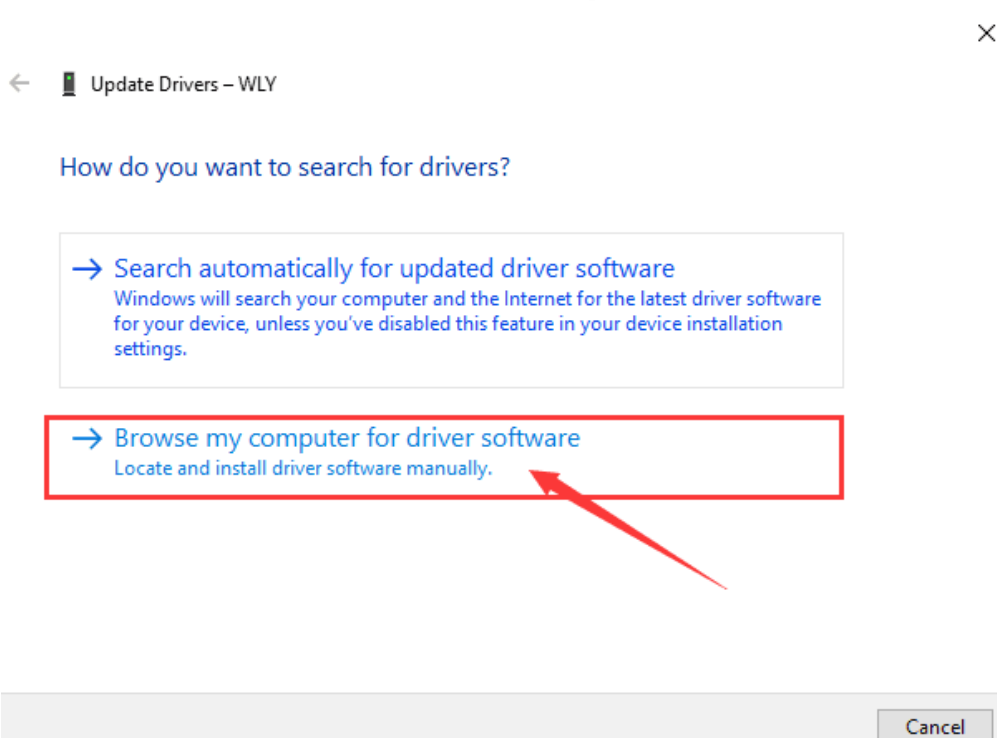 Update Drivers – WLY
How do you want to search for drivers?
Search automatically for updated driver software
Windows will search your computer and the Internet for the latest driver software
for your device, unless you've disabled this feature in your device installation
settings.
Browse my computer for driver software
Locate and install driver software manually.
Cancel